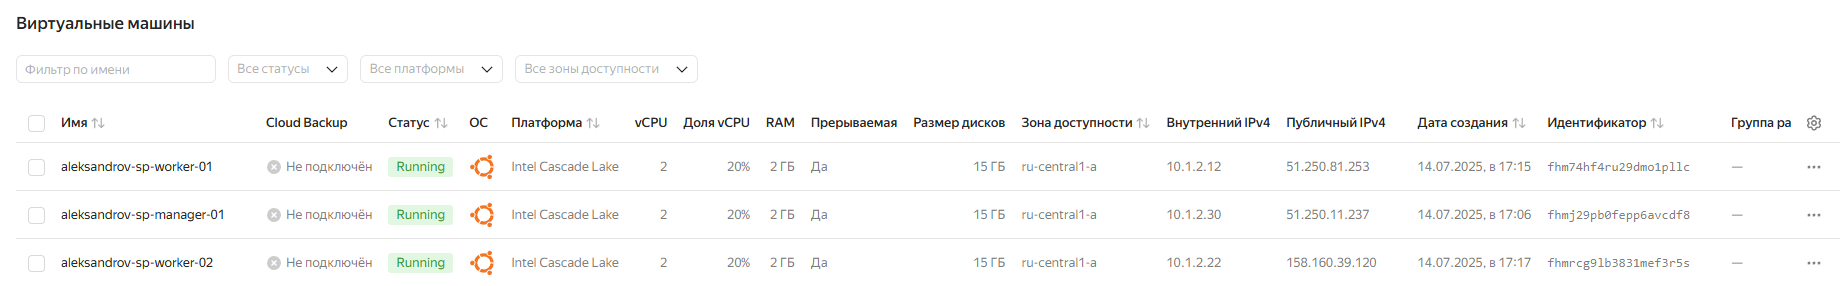 Виртуальные машины
Фильтр по имени Все статусы Все платформы Все зоны доступности
Имя Cloud Backup Статус ОС Платформа vCPU Доля vCPU RAM Прерываемая Размер дисков Зона доступности Внутренний IPv4 Публичный IPv4 Дата создания Идентификатор Группа ра
aleksandrov-sp-worker-01 Не подключён Running Intel Cascade Lake 2 20% 2 ГБ Да 15 ГБ ru-central1-a 10.1.2.12 51.250.81.253 14.07.2025, в 17:15 fhm74hf4ru29dmo1pllc —
aleksandrov-sp-manager-01 Не подключён Running Intel Cascade Lake 2 20% 2 ГБ Да 15 ГБ ru-central1-a 10.1.2.30 51.250.11.237 14.07.2025, в 17:06 fhmj29pb0fepp6avcdf8 —
aleksandrov-sp-worker-02 Не подключён Running Intel Cascade Lake 2 20% 2 ГБ Да 15 ГБ ru-central1-a 10.1.2.22 158.160.39.120 14.07.2025, в 17:17 fhmrcg9lb3831mef3r5s —